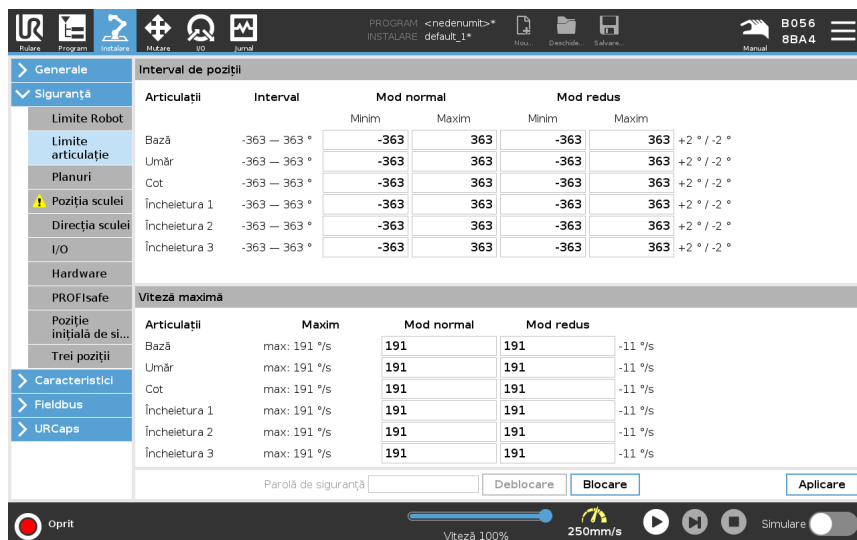 UR
PROGRAM <nedenumit>*
INSTALARE default_1*
B056
8BA4
Rulare Program Instalare Mutare I/O Jurnal Nou... Deschide... Salvare... Manual
Generale
Siguranță
Limite Robot
Limite
articulație
Planuri
Poziția sculei
Direcția sculei
I/O
Hardware
PROFIsafe
Poziție
inițială de si...
Trei poziții
Caracteristici
Fieldbus
URCaps
Interval de poziții
Articulații Interval Mod normal Mod redus
Minim Maxim Minim Maxim
Bază -363 — 363 ° -363 363 -363 363 +2 ° / -2 °
Umăr -363 — 363 ° -363 363 -363 363 +2 ° / -2 °
Cot -363 — 363 ° -363 363 -363 363 +2 ° / -2 °
Încheietura 1 -363 — 363 ° -363 363 -363 363 +2 ° / -2 °
Încheietura 2 -363 — 363 ° -363 363 -363 363 +2 ° / -2 °
Încheietura 3 -363 — 363 ° -363 363 -363 363 +2 ° / -2 °
Viteză maximă
Articulații Maxim Mod normal Mod redus
Bază max: 191 °/s 191 191 -11 °/s
Umăr max: 191 °/s 191 191 -11 °/s
Cot max: 191 °/s 191 191 -11 °/s
Încheietura 1 max: 191 °/s 191 191 -11 °/s
Încheietura 2 max: 191 °/s 191 191 -11 °/s
Încheietura 3 max: 191 °/s 191 191 -11 °/s
Parolă de siguranță Deblocare Blocare Aplicare
Oprit
Viteză 100%
250mm/s
Simulare